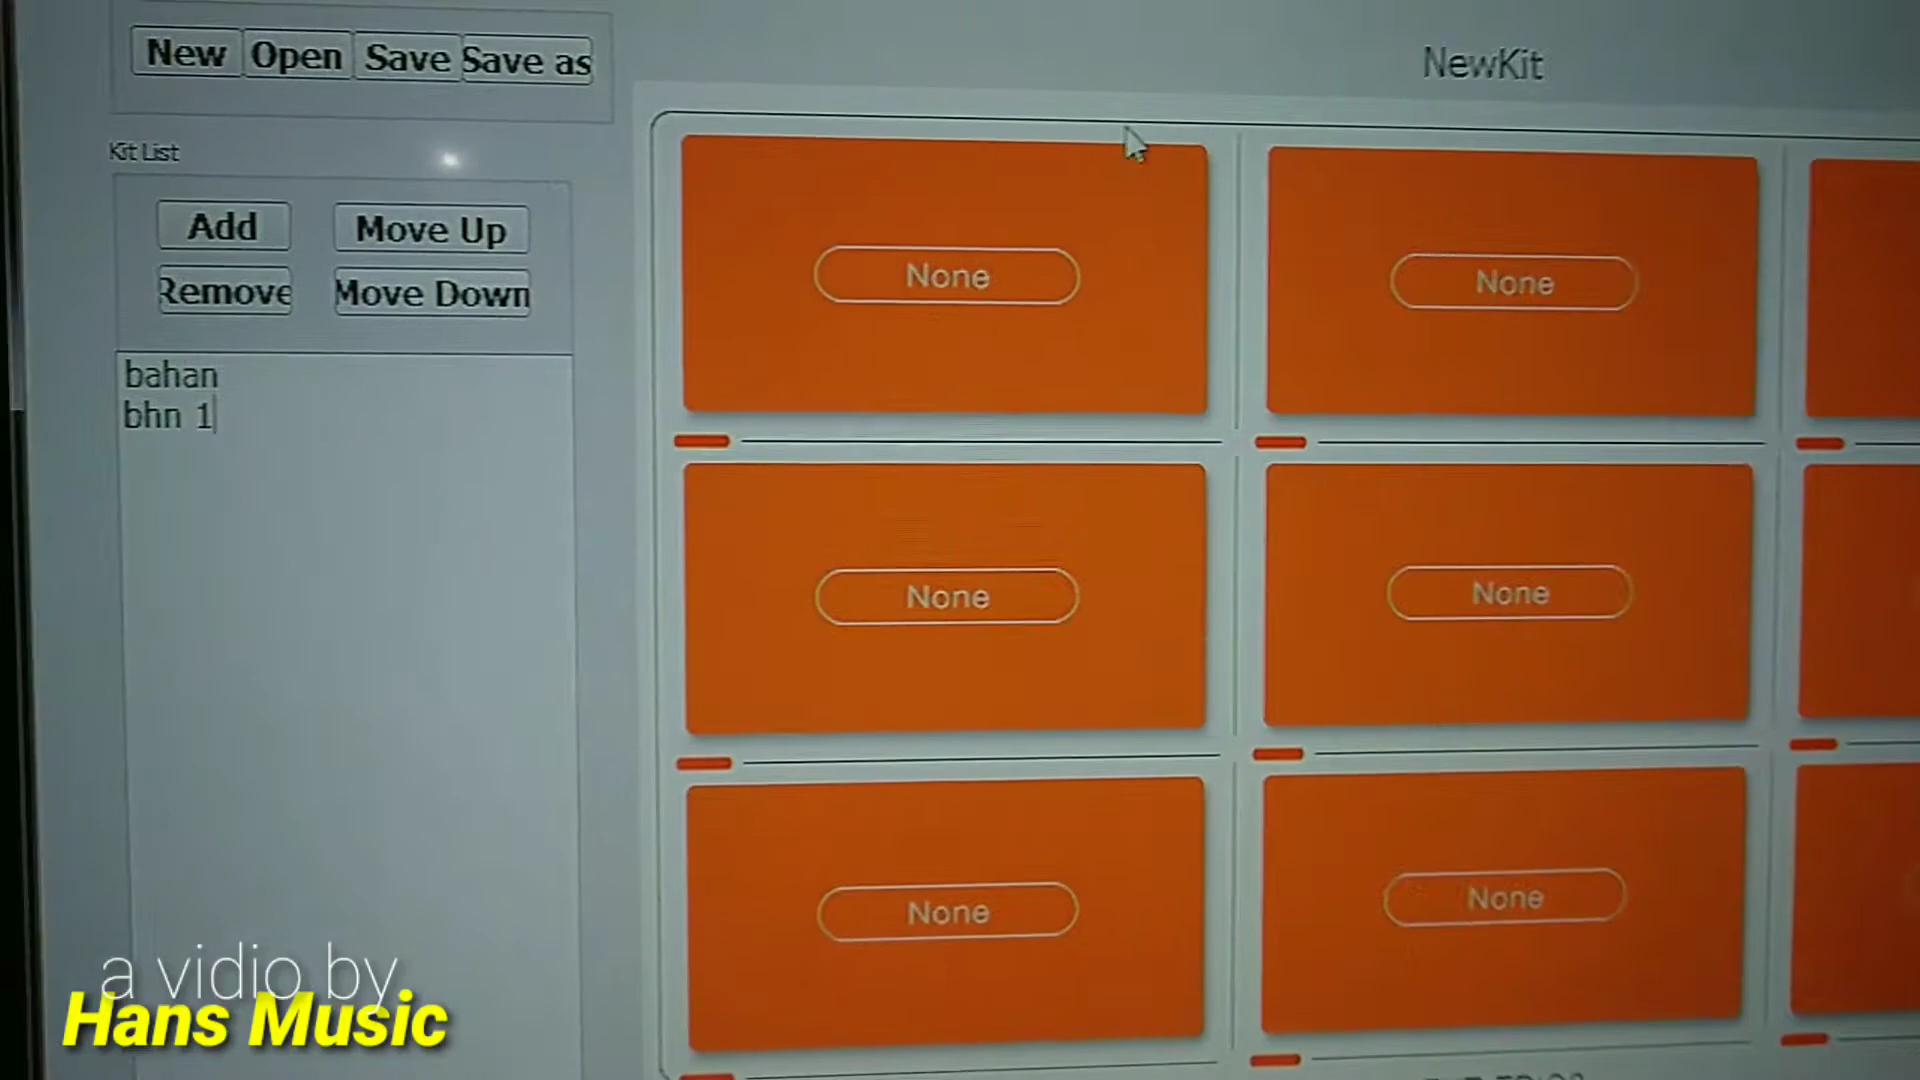 New Open Save Save as
NewKit
Kit List
Add Move Up
Remove Move Down
bahan
bhn 1
None None
None None
None None
a vidio by
Hans Music